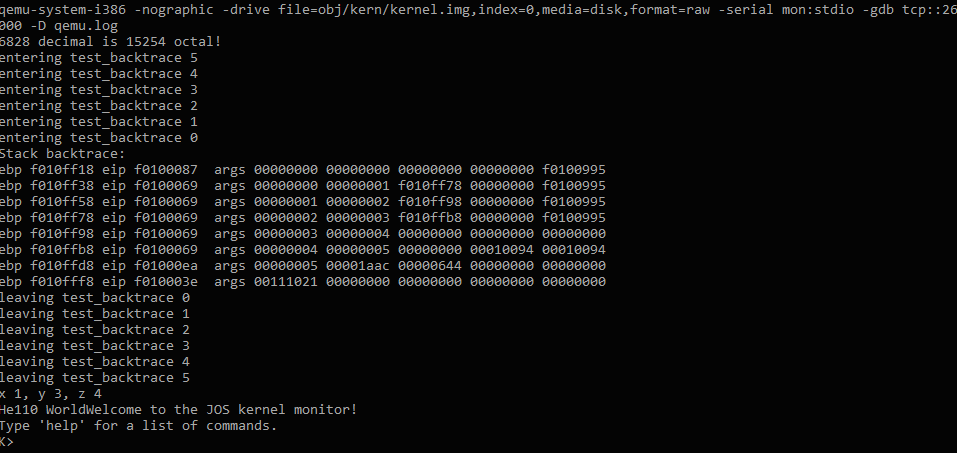 qemu-system-i386 -nographic -drive file=obj/kern/kernel.img,index=0,media=disk,format=raw -serial mon:stdio -gdb tcp::26
000 -D qemu.log
6828 decimal is 15254 octal!
entering test_backtrace 5
entering test_backtrace 4
entering test_backtrace 3
entering test_backtrace 2
entering test_backtrace 1
entering test_backtrace 0
Stack backtrace:
ebp f010ff18 eip f0100087  args 00000000 00000000 00000000 00000000 f0100995
ebp f010ff38 eip f0100069  args 00000000 00000001 f010ff78 00000000 f0100995
ebp f010ff58 eip f0100069  args 00000001 00000002 f010ff98 00000000 f0100995
ebp f010ff78 eip f0100069  args 00000002 00000003 f010ffb8 00000000 f0100995
ebp f010ff98 eip f0100069  args 00000003 00000004 00000000 00000000 00000000
ebp f010ffb8 eip f0100069  args 00000004 00000005 00000000 00010094 00010094
ebp f010ffd8 eip f01000ea  args 00000005 00001aac 00000644 00000000 00000000
ebp f010fff8 eip f010003e  args 00111021 00000000 00000000 00000000 00000000
leaving test_backtrace 0
leaving test_backtrace 1
leaving test_backtrace 2
leaving test_backtrace 3
leaving test_backtrace 4
leaving test_backtrace 5
x 1, y 3, z 4
He110 WorldWelcome to the JOS kernel monitor!
Type 'help' for a list of commands.
K>